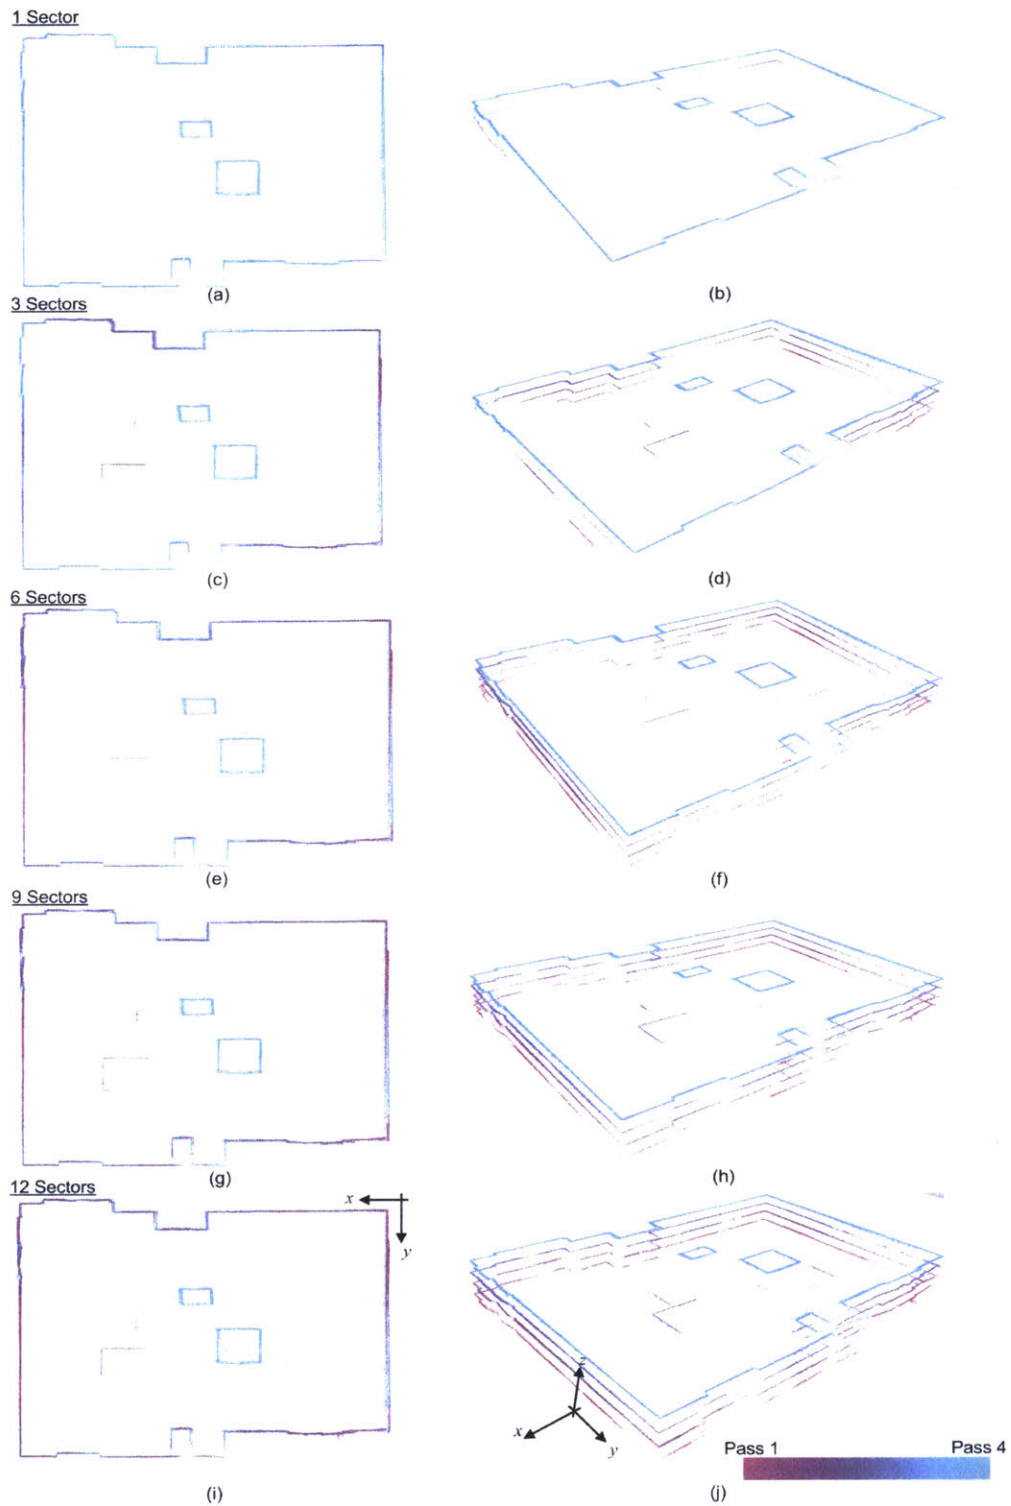 1 Sector
(a)
(b)
3 Sectors
(c)
(d)
6 Sectors
(e)
(f)
9 Sectors
(g)
(h)
12 Sectors
x
y
z
x
y
Pass 1
Pass 4
(i)
(j)